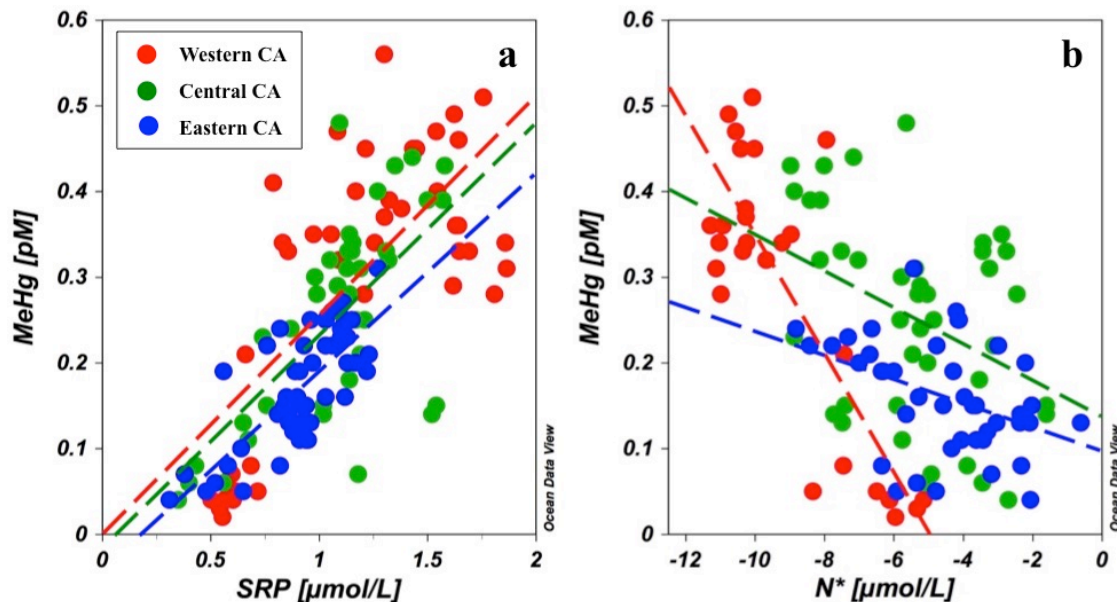 0.6
0.5
0.4
0.3
0.2
0.1
0
MeHg [pM]
Western CA
Central CA
Eastern CA
a
0
0.5
1
1.5
2
SRP [µmol/L]
Ocean Data View
0.6
0.5
0.4
0.3
0.2
0.1
0
MeHg [pM]
b
-12
-10
-8
-6
-4
-2
0
N* [µmol/L]
Ocean Data View